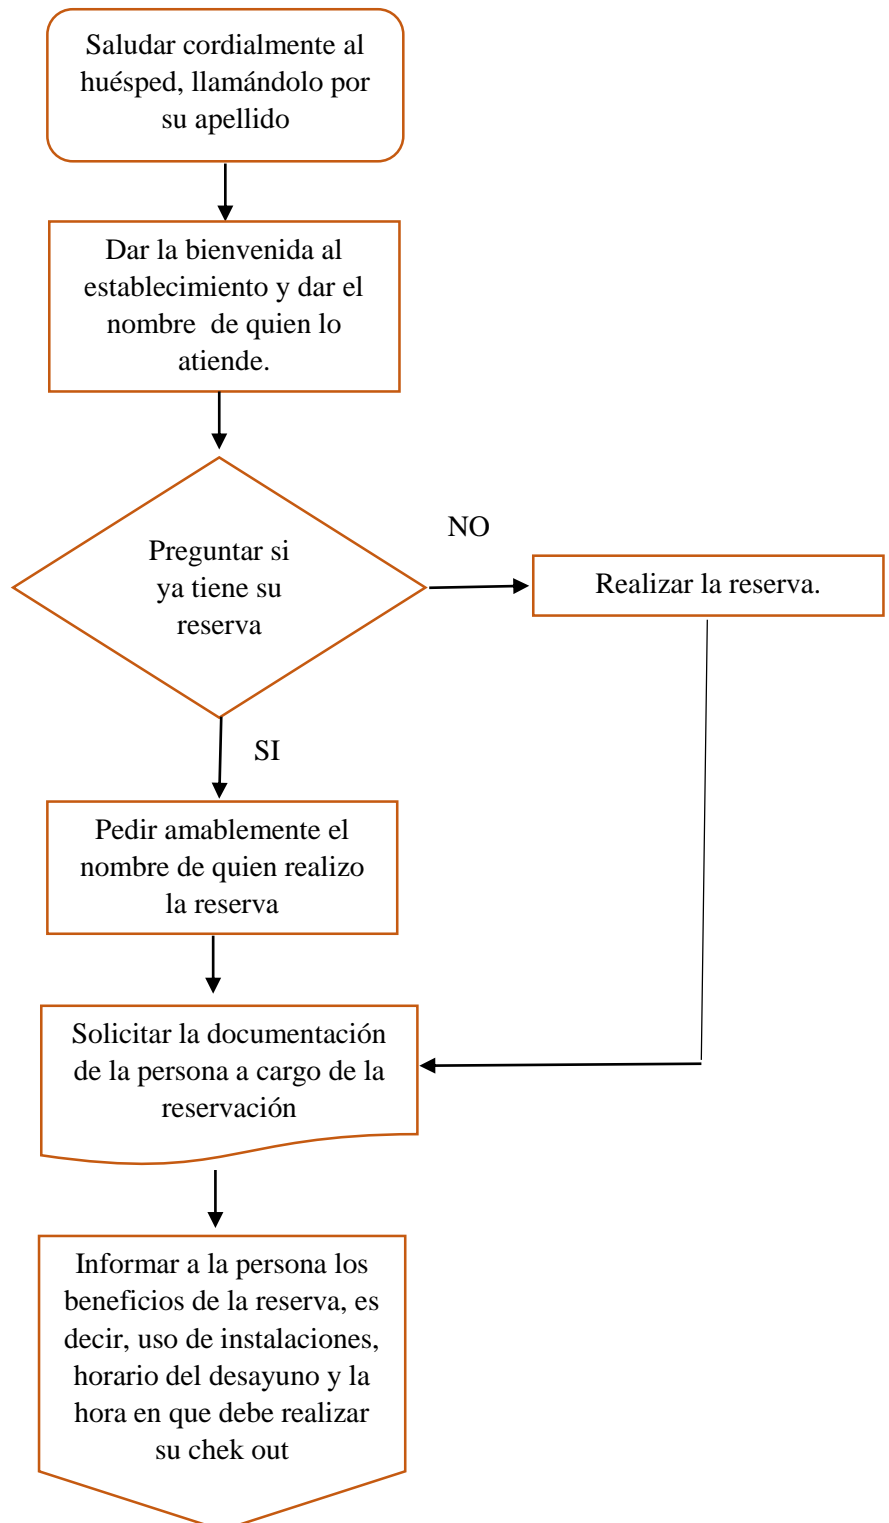 Saludar cordialmente al
huésped, llamándolo por
su apellido
Dar la bienvenida al
establecimiento y dar el
nombre  de quien lo
atiende.
Preguntar si
ya tiene su
reserva
NO
Realizar la reserva.
SI
Pedir amablemente el
nombre de quien realizo
la reserva
Solicitar la documentación
de la persona a cargo de la
reservación
Informar a la persona los
beneficios de la reserva, es
decir, uso de instalaciones,
horario del desayuno y la
hora en que debe realizar
su chek out